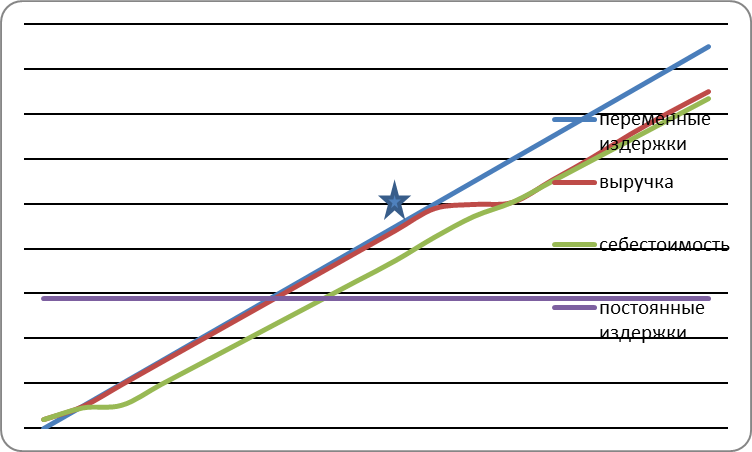 переменные
издержки
выручка
себестоимость
постоянные
издержки